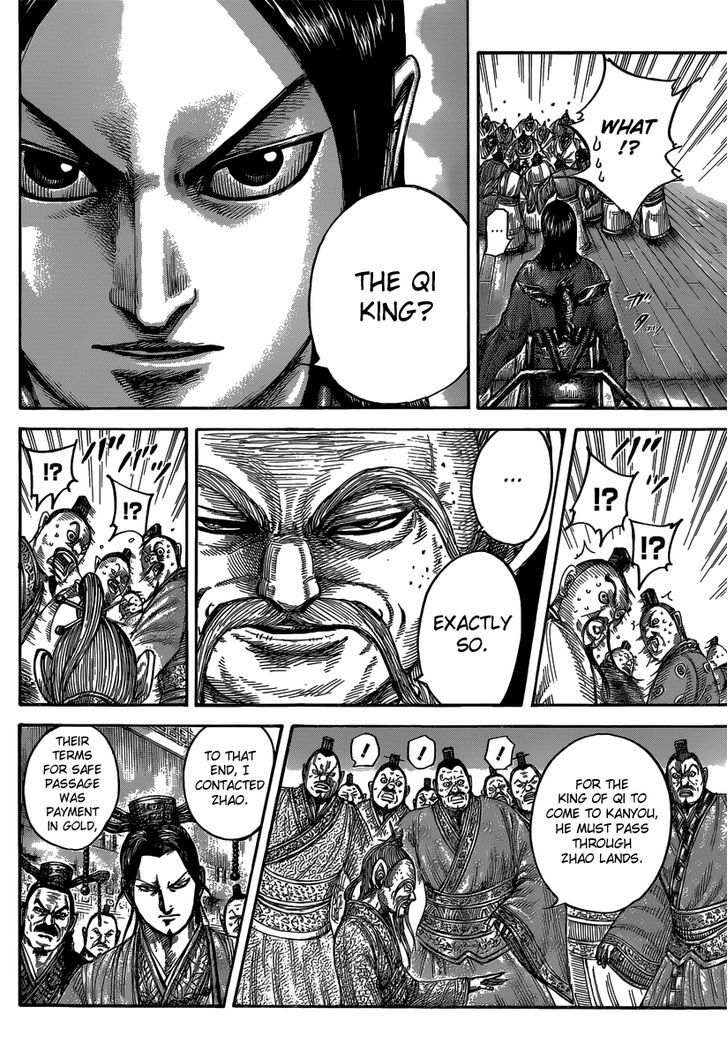 WHAT
!?
...
THE QI
KING?
!?
!?
...
EXACTLY
SO.
!?
!?
FOR THE
KING OF QI TO
COME TO KANYOU,
HE MUST PASS
THROUGH
ZHAO LANDS.
!
!
!
TO THAT
END, I
CONTACTED
ZHAO.
THEIR
TERMS
FOR SAFE
PASSAGE
WAS
PAYMENT
IN GOLD,